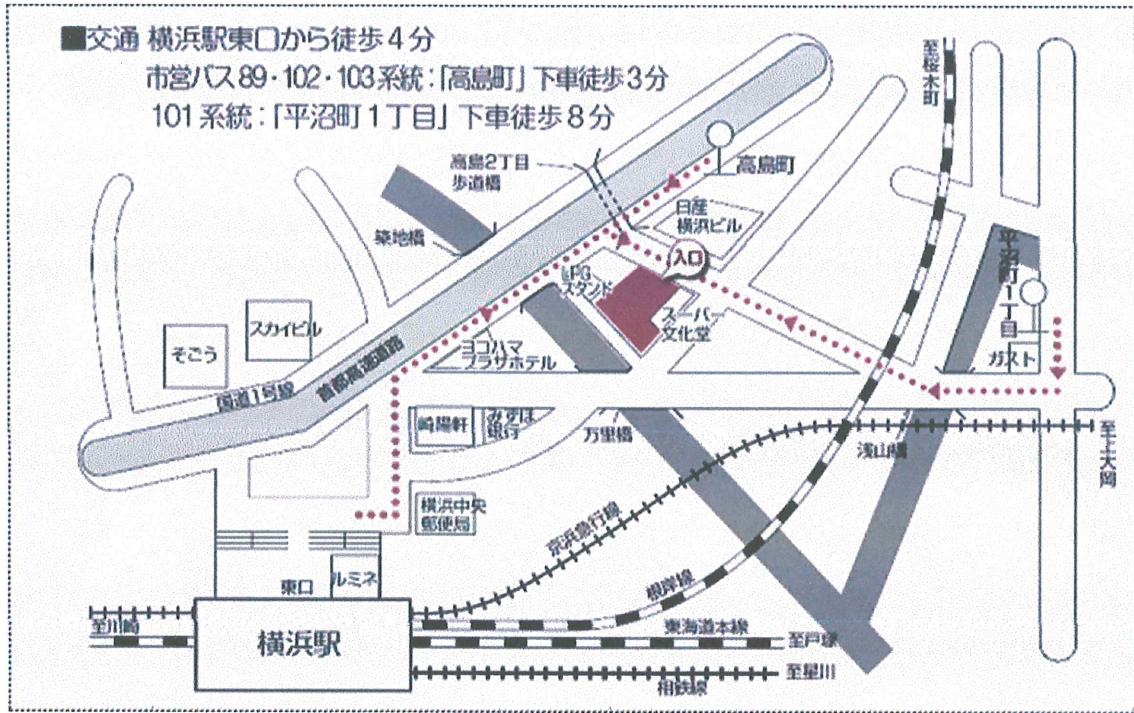 ■交通 横浜駅東口から徒歩4分
市営バス89・102・103系統:「高島町」下車徒歩3分
101系統:「平沼町1丁目」下車徒歩8分
至桜木町
高島2丁目
歩道橋
高島町
日産
横浜ビル
築地橋
入口
LPG
スタンド
スーパー
文化堂
平沼町1丁目
ガスト
スカイビル
そごう
ヨコハマ
プラザホテル
首都高速道路
国道1号線
崎陽軒
みずほ
銀行
万里橋
浅山橋
至上大岡
横浜中央
郵便局
京浜急行線
東口
ルミネ
根岸線
至川崎
横浜駅
東海道本線
至戸塚
相鉄線
至星川